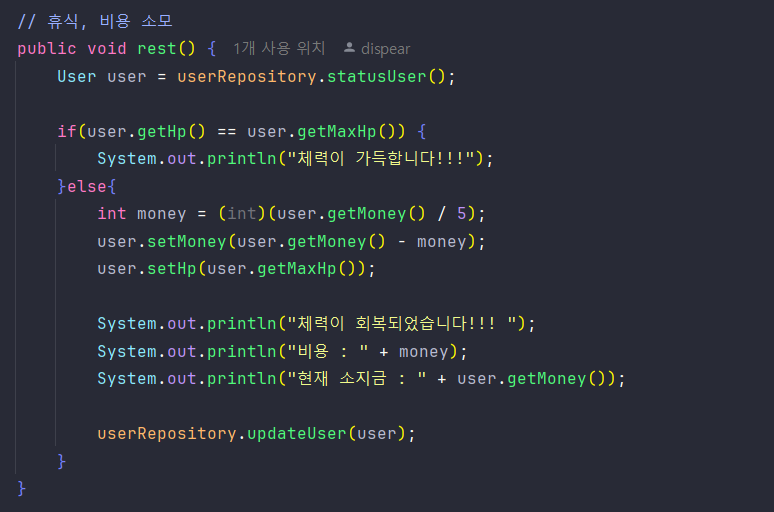 // 휴식, 비용 소모
public void rest() { 1개 사용 위치 dispear
User user = userRepository.statusUser();
if(user.getHp() == user.getMaxHp()) {
System.out.println("체력이 가득합니다!!!");
}else{
int money = (int)(user.getMoney() / 5);
user.setMoney(user.getMoney() - money);
user.setHp(user.getMaxHp());
System.out.println("체력이 회복되었습니다!!! ");
System.out.println("비용 : " + money);
System.out.println("현재 소지금 : " + user.getMoney());
userRepository.updateUser(user);
}
}